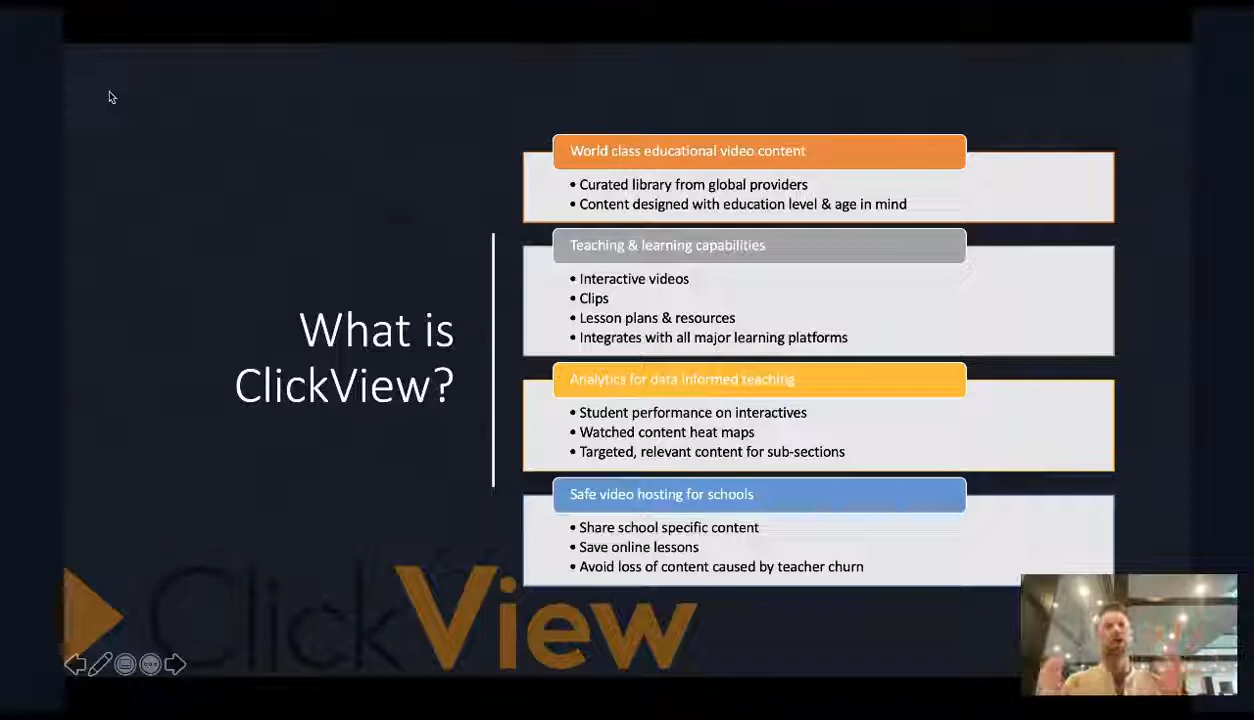 What is
ClickView?
World class educational video content
• Curated library from global providers
• Content designed with education level & age in mind
Teaching & learning capabilities
• Interactive videos
• Clips
• Lesson plans & resources
• Integrates with all major learning platforms
Analytics for data informed teaching
• Student performance on interactives
• Watched content heat maps
• Targeted, relevant content for sub-sections
Safe video hosting for schools
• Share school specific content
• Save online lessons
• Avoid loss of content caused by teacher churn
ClickView